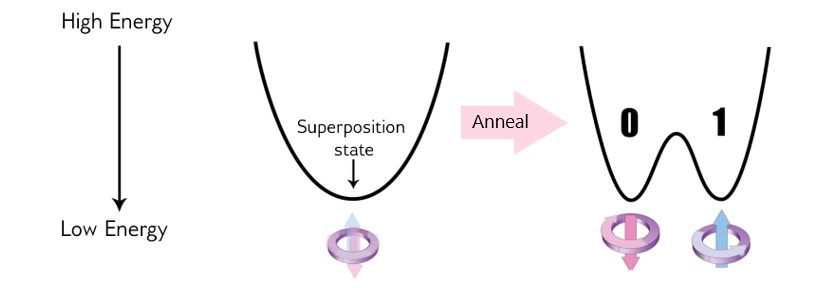 High Energy
Low Energy
Superposition
state
Anneal
0
1